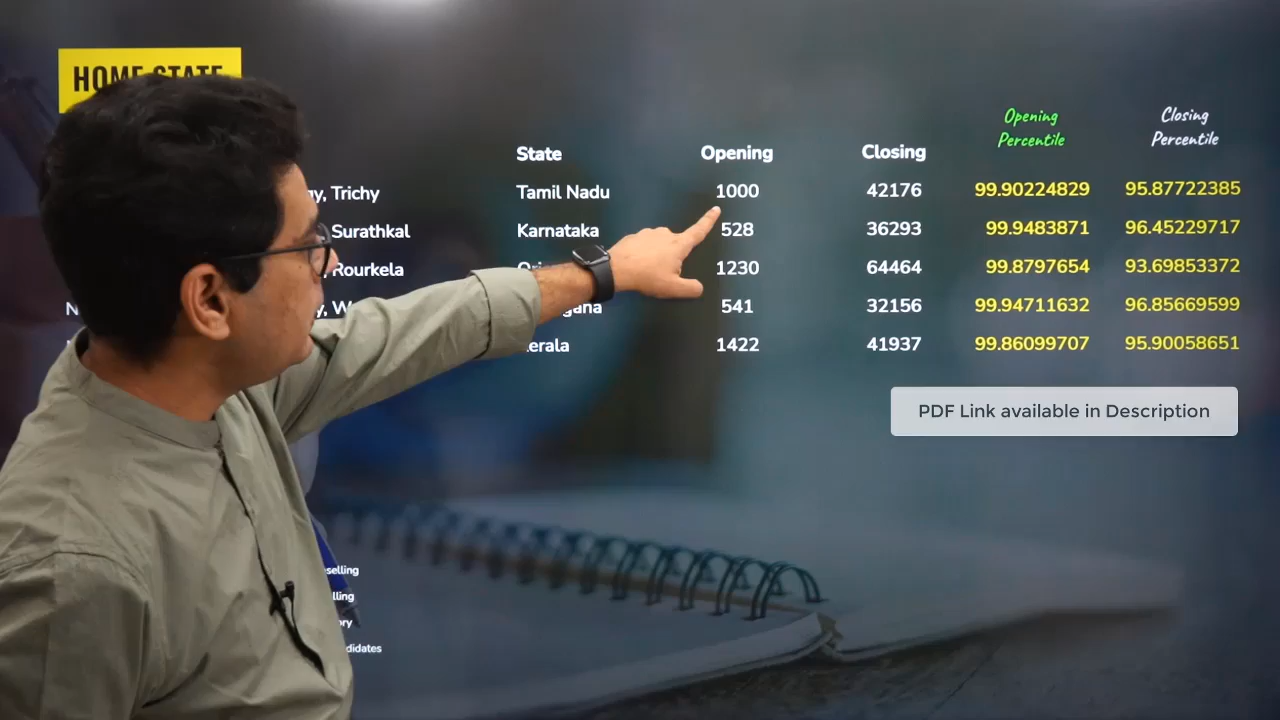 HOME STATE
Opening Percentile
Closing Percentile
State Opening Closing
Trichy Tamil Nadu 1000 42176 99.90224829 95.87722385
Surathkal Karnataka 528 36293 99.9483871 96.45229717
Rourkela 1230 64464 99.8797654 93.69853372
541 32156 99.94711632 96.85669599
1422 41937 99.86099707 95.90058651
PDF Link available in Description